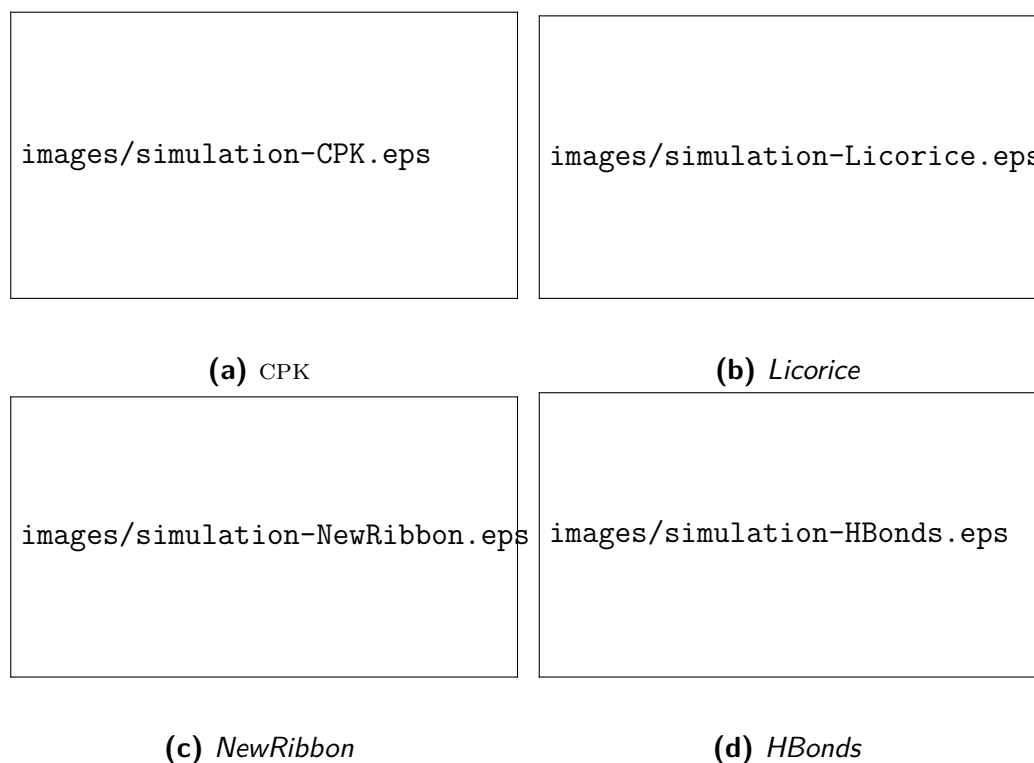 images/simulation-CPK.eps
images/simulation-Licorice.eps
(a) CPK
(b) Licorice
images/simulation-NewRibbon.eps
images/simulation-HBonds.eps
(c) NewRibbon
(d) HBonds